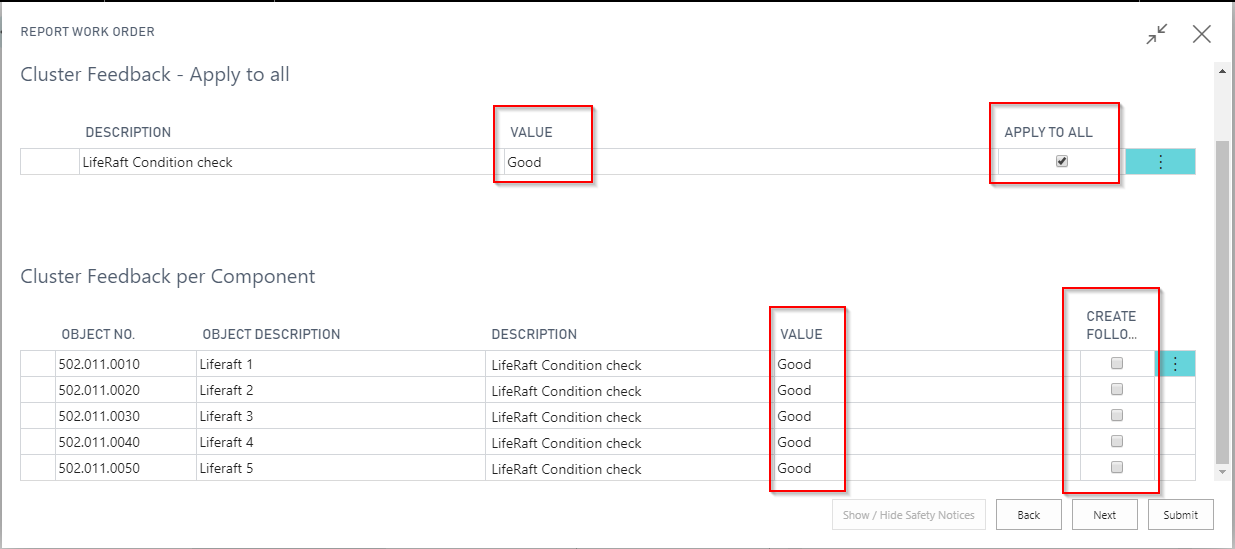 REPORT WORK ORDER
Cluster Feedback - Apply to all
DESCRIPTION VALUE APPLY TO ALL
LifeRaft Condition check Good
Cluster Feedback per Component
OBJECT NO. OBJECT DESCRIPTION DESCRIPTION VALUE CREATE FOLLO...
502.011.0010 Liferaft 1 LifeRaft Condition check Good
502.011.0020 Liferaft 2 LifeRaft Condition check Good
502.011.0030 Liferaft 3 LifeRaft Condition check Good
502.011.0040 Liferaft 4 LifeRaft Condition check Good
502.011.0050 Liferaft 5 LifeRaft Condition check Good
Show / Hide Safety Notices Back Next Submit